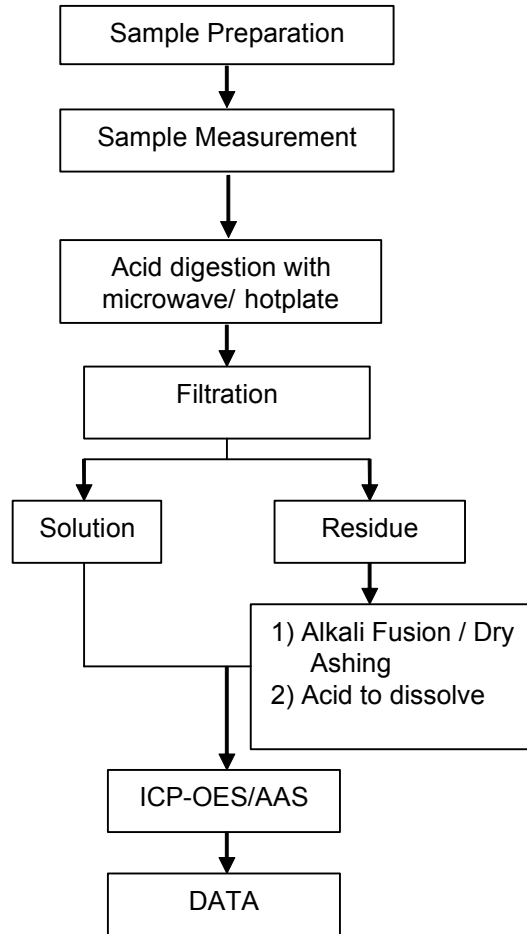 Sample Preparation
Sample Measurement
Acid digestion with
microwave/ hotplate
Filtration
Solution
Residue
1) Alkali Fusion / Dry
Ashing
2) Acid to dissolve
ICP-OES/AAS
DATA